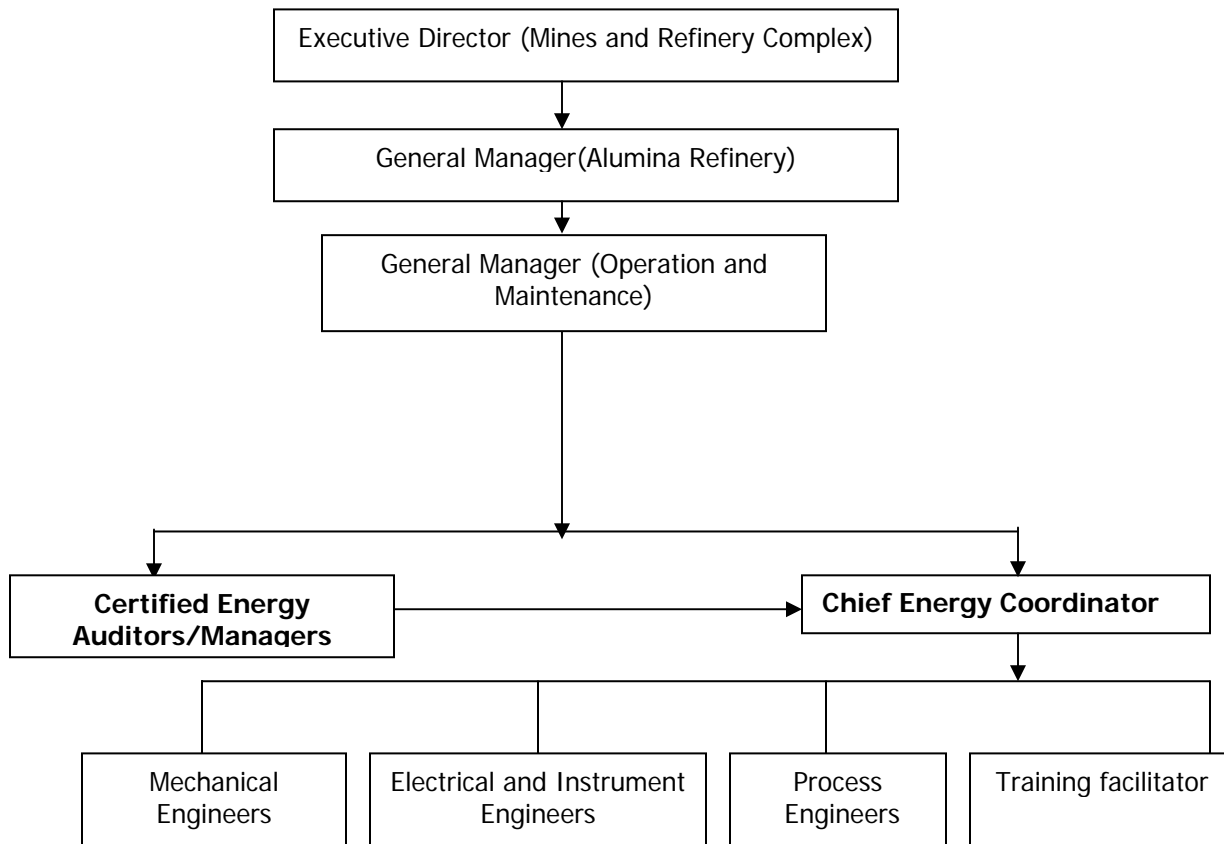 Executive Director (Mines and Refinery Complex)
General Manager(Alumina Refinery)
General Manager (Operation and
Maintenance)
Certified Energy
Auditors/Managers
Chief Energy Coordinator
Mechanical
Engineers
Electrical and Instrument
Engineers
Process
Engineers
Training facilitator